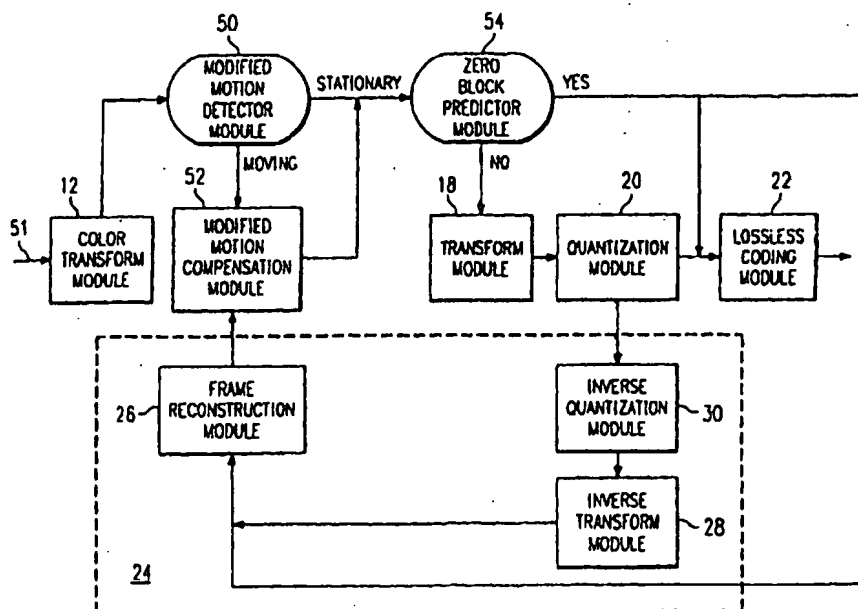 50
MODIFIED
MOTION
DETECTOR
MODULE
STATIONARY
54
ZERO
BLOCK
PREDICTOR
MODULE
YES
MOVING
NO
51
12
COLOR
TRANSFORM
MODULE
52
MODIFIED
MOTION
COMPENSATION
MODULE
18
TRANSFORM
MODULE
20
QUANTIZATION
MODULE
22
LOSSLESS
CODING
MODULE
26
FRAME
RECONSTRUCTION
MODULE
INVERSE
QUANTIZATION
MODULE
30
INVERSE
TRANSFORM
MODULE
28
24